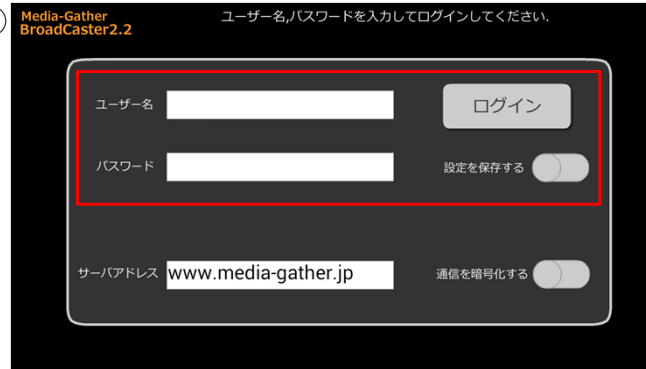 Media-Gather
BroadCaster2.2
ユーザー名,パスワードを入力してログインしてください.
ユーザー名
ログイン
パスワード
設定を保存する
サーバアドレス
www.media-gather.jp
通信を暗号化する